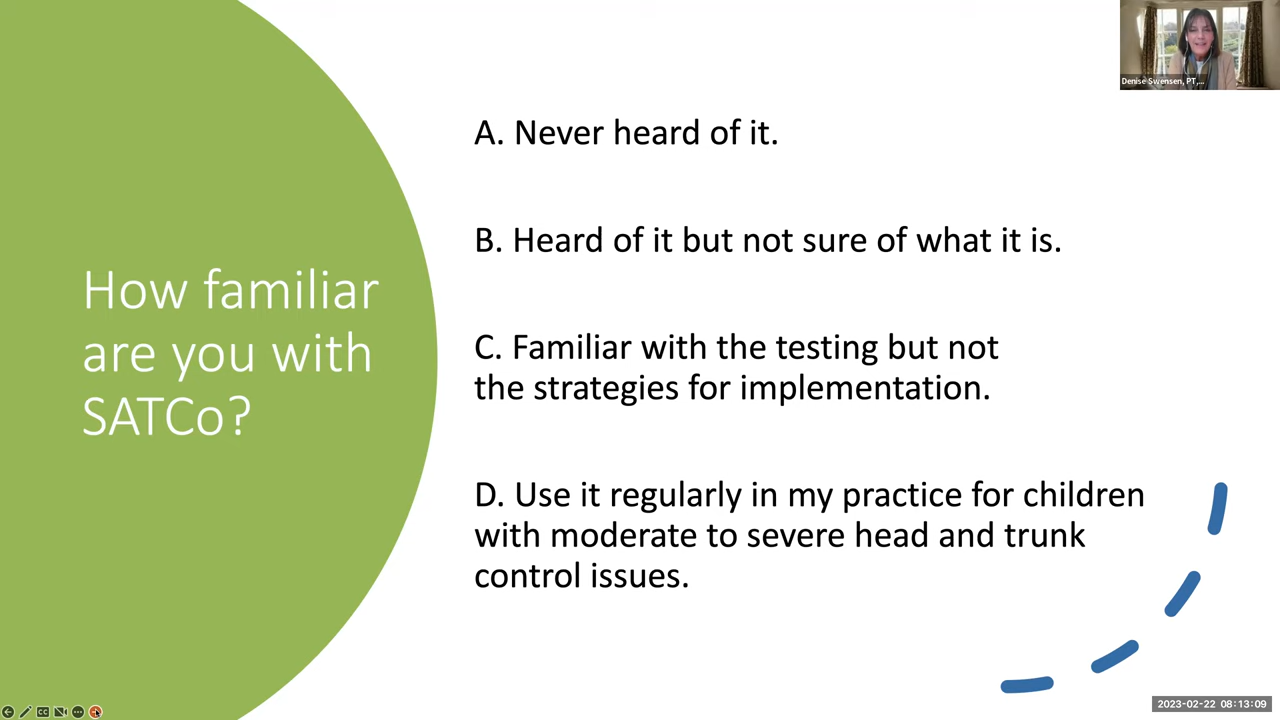 How familiar
are you with
SATCo?
A. Never heard of it.
B. Heard of it but not sure of what it is.
C. Familiar with the testing but not
the strategies for implementation.
D. Use it regularly in my practice for children
with moderate to severe head and trunk
control issues.
Denise Swensen, PT,...
CC
2023-02-22 08:13:09